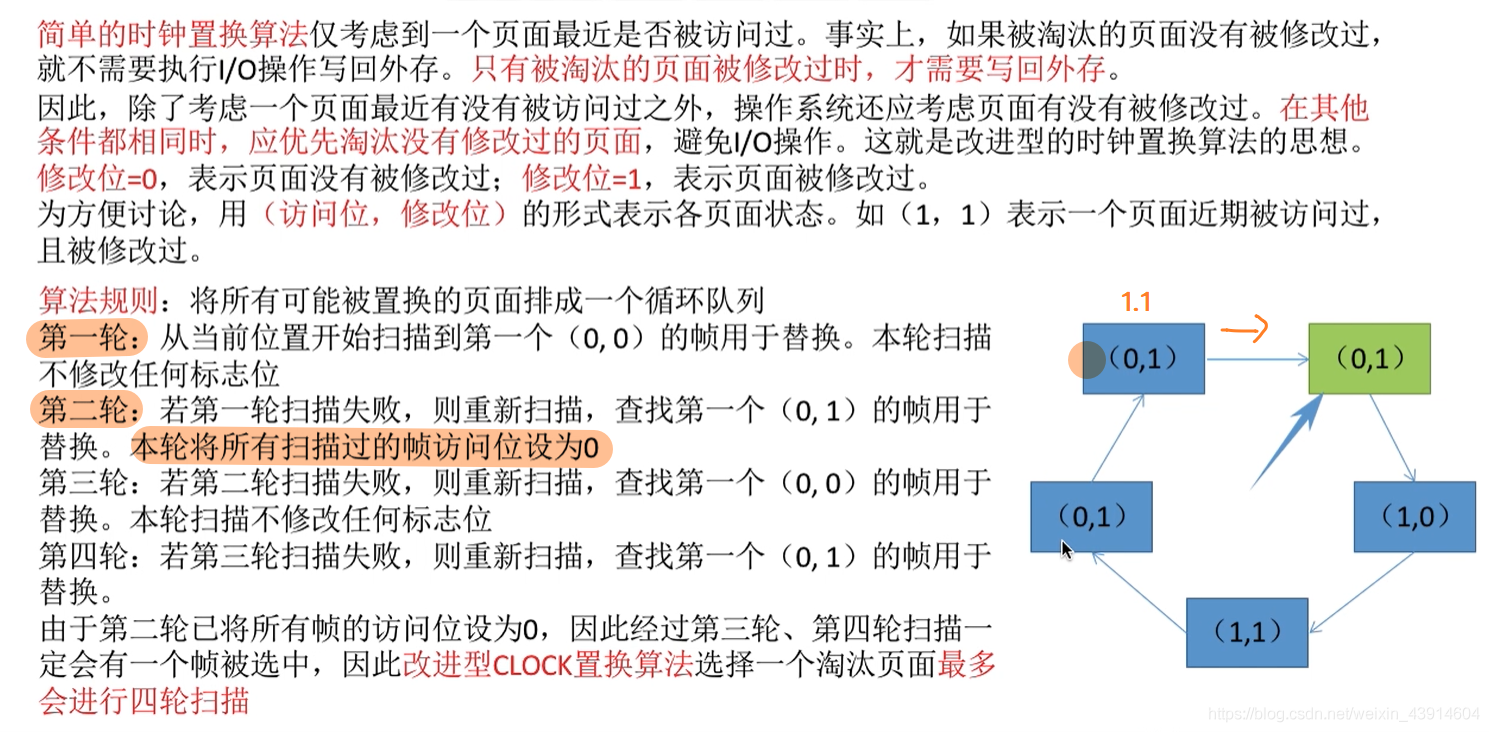 简单的时钟置换算法仅考虑到一个页面最近是否被访问过。事实上，如果被淘汰的页面没有被修改过，
就不需要执行I/O操作写回外存。只有被淘汰的页面被修改过时，才需要写回外存。
因此，除了考虑一个页面最近有没有被访问过之外，操作系统还应考虑页面有没有被修改过。在其他
条件都相同时，应优先淘汰没有修改过的页面，避免I/O操作。这就是改进型的时钟置换算法的思想。
修改位=0，表示页面没有被修改过；修改位=1，表示页面被修改过。
为方便讨论，用（访问位，修改位）的形式表示各页面状态。如（1，1）表示一个页面近期被访问过，
且被修改过。
算法规则：将所有可能被置换的页面排成一个循环队列
第一轮：从当前位置开始扫描到第一个（0, 0）的帧用于替换。本轮扫描
不修改任何标志位
第二轮：若第一轮扫描失败，则重新扫描，查找第一个（0, 1）的帧用于
替换。本轮将所有扫描过的帧访问位设为0
第三轮：若第二轮扫描失败，则重新扫描，查找第一个（0, 0）的帧用于
替换。本轮扫描不修改任何标志位
第四轮：若第三轮扫描失败，则重新扫描，查找第一个（0, 1）的帧用于
替换。
由于第二轮已将所有帧的访问位设为0，因此经过第三轮、第四轮扫描一
定会有一个帧被选中，因此改进型CLOCK置换算法选择一个淘汰页面最多
会进行四轮扫描
1.1
（0,1）
（0,1）
（0,1）
（1,0）
（1,1）
https://blog.csdn.net/weixin_43914604